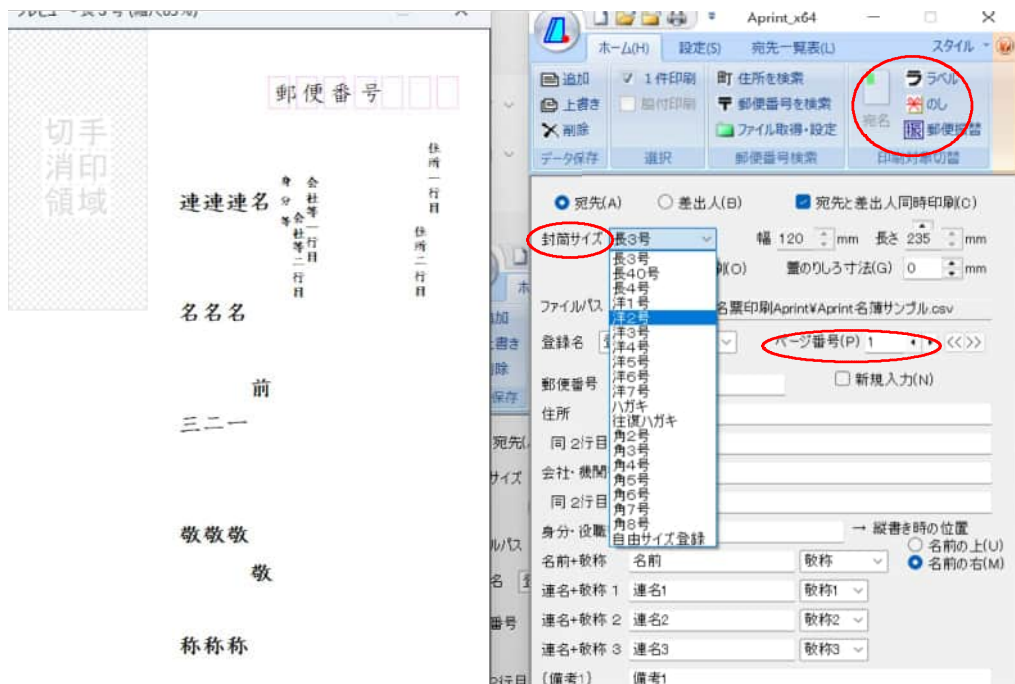 プレビュー - 長3号 (縮尺85%)
切手
消印
領域
郵便番号
住所一行目
住所二行目
会社等一行目
会社等二行目
身分等
名前
敬称
連名一
敬称
連名二
敬称
連名三
敬称
Aprint_x64
ホーム(H) 設定(S) 宛先一覧表(L) スタイル
追加
上書き
削除
データ保存
1件印刷
脇付印刷
選択
町 住所を検索
〒 郵便番号を検索
ファイル取得・設定
郵便番号検索
宛名
ラ ラベル
のし
振 郵便振替
印刷対象切替
宛先(A) 差出人(B) 宛先と差出人同時印刷(C)
封筒サイズ 長3号 幅 120 mm 長さ 235 mm
刷(O) 蓋のりしろ寸法(G) 0 mm
長3号
長40号
長4号
洋1号
洋2号
洋3号
洋4号
洋5号
洋6号
洋7号
ハガキ
往復ハガキ
角2号
角3号
角4号
角5号
角6号
角7号
角8号
自由サイズ登録
ファイルパス 名票印刷Aprint¥Aprint名簿サンプル.csv
登録名 ページ番号(P) 1 << >>
郵便番号 新規入力(N)
住所
同 2行目
会社・機関
同 2行目
身分・役職 → 縦書き時の位置
名前の上(U)
名前の右(M)
名前+敬称 名前 敬称
連名+敬称 1 連名1 敬称1
連名+敬称 2 連名2 敬称2
連名+敬称 3 連名3 敬称3
(備考1) 備考1